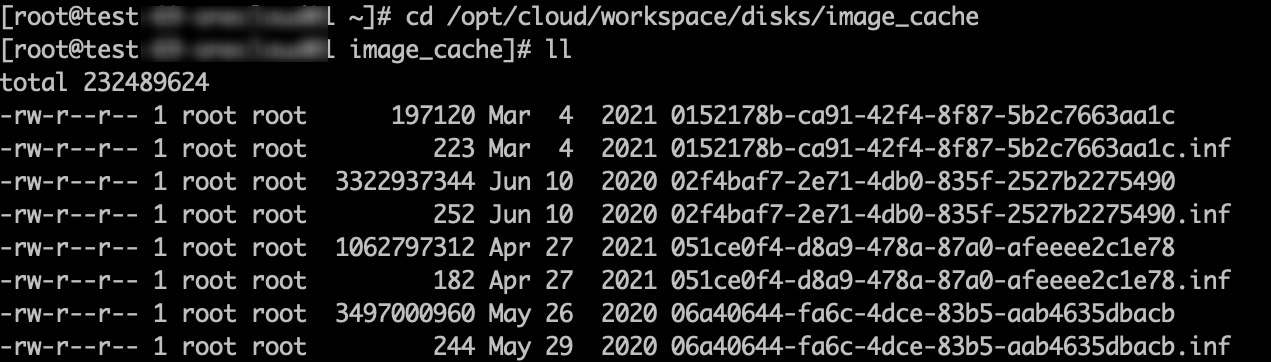 [root@test l ~]# cd /opt/cloud/workspace/disks/image_cache
[root@test l image_cache]# ll
total 232489624
-rw-r--r-- 1 root root     197120 Mar  4  2021 0152178b-ca91-42f4-8f87-5b2c7663aa1c
-rw-r--r-- 1 root root        223 Mar  4  2021 0152178b-ca91-42f4-8f87-5b2c7663aa1c.inf
-rw-r--r-- 1 root root 3322937344 Jun 10  2020 02f4baf7-2e71-4db0-835f-2527b2275490
-rw-r--r-- 1 root root        252 Jun 10  2020 02f4baf7-2e71-4db0-835f-2527b2275490.inf
-rw-r--r-- 1 root root 1062797312 Apr 27  2021 051ce0f4-d8a9-478a-87a0-afeeee2c1e78
-rw-r--r-- 1 root root        182 Apr 27  2021 051ce0f4-d8a9-478a-87a0-afeeee2c1e78.inf
-rw-r--r-- 1 root root 3497000960 May 26  2020 06a40644-fa6c-4dce-83b5-aab4635dbacb
-rw-r--r-- 1 root root        244 May 29  2020 06a40644-fa6c-4dce-83b5-aab4635dbacb.inf